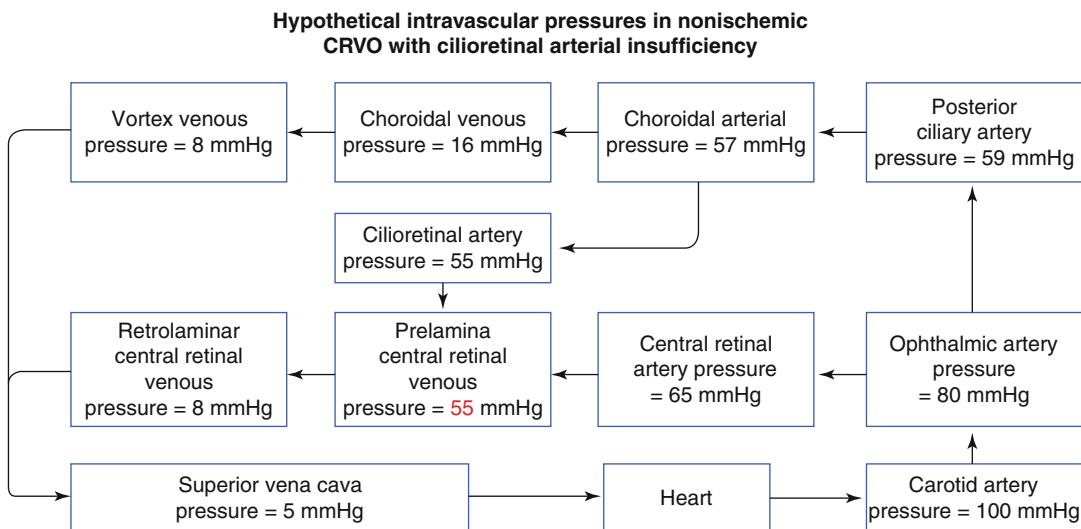 Hypothetical intravascular pressures in nonischemic
CRVO with cilioretinal arterial insufficiency
Vortex venous
pressure = 8 mmHg
Choroidal venous
pressure = 16 mmHg
Choroidal arterial
pressure = 57 mmHg
Posterior
ciliary artery
pressure = 59 mmHg
Cilioretinal artery
pressure = 55 mmHg
Retrolaminar
central retinal
venous
pressure = 8 mmHg
Prelamina
central retinal
venous
pressure = 55 mmHg
Central retinal
artery pressure
= 65 mmHg
Ophthalmic artery
pressure
= 80 mmHg
Superior vena cava
pressure = 5 mmHg
Heart
Carotid artery
pressure = 100 mmHg